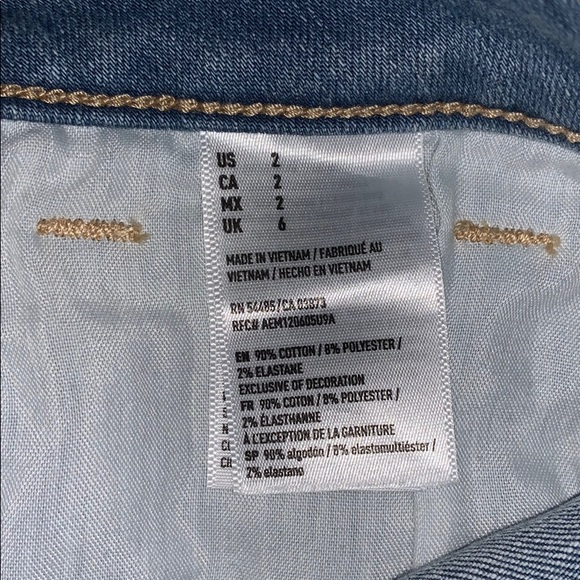 US 2
CA 2
MX 2
UK 6
MADE IN VIETNAM / FABRIQUÉ AU
VIETNAM / HECHO EN VIETNAM
RN 54485/CA 03873
RFC# AEM120605U9A
EN 90% COTTON / 8% POLYESTER /
2% ELASTANE
EXCLUSIVE OF DECORATION
FR 90% COTON / 8% POLYESTER /
2% ÉLASTHANNE
À L'EXCEPTION DE LA GARNITURE
SP 90% algodón / 8% elastomultiéster /
2% elastano